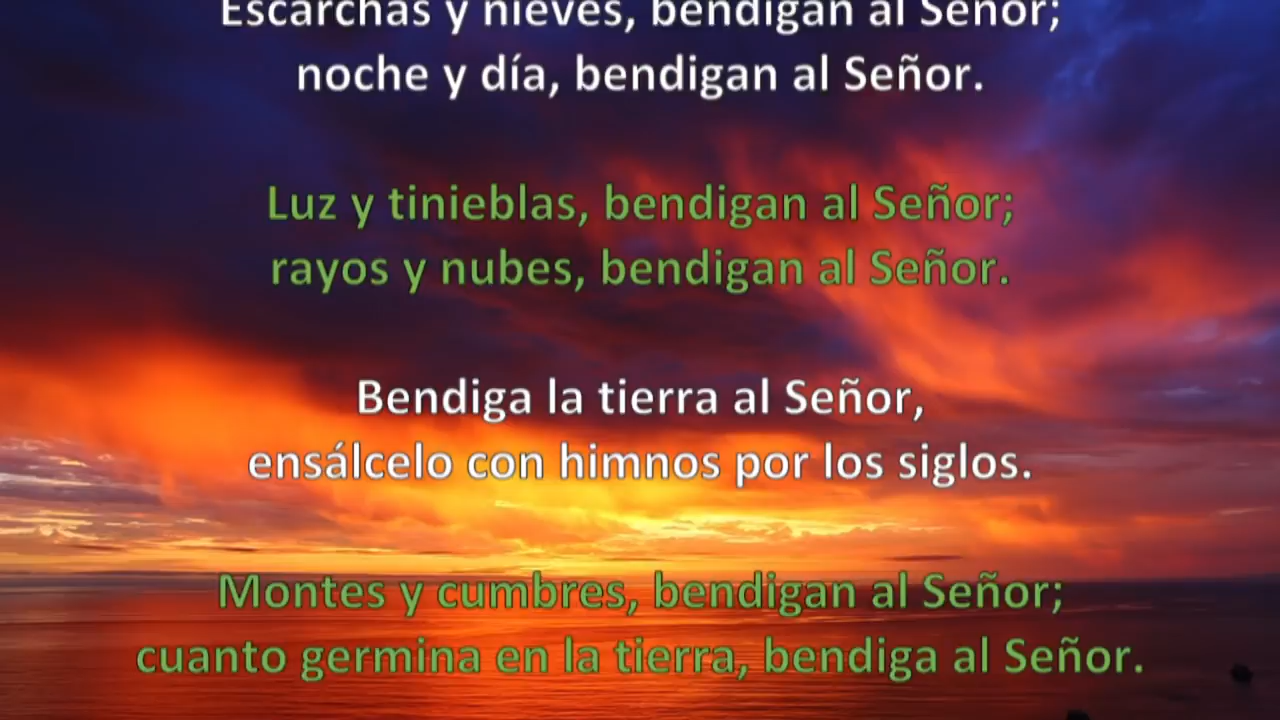 Escarchas y nieves, bendigan al Señor;
noche y día, bendigan al Señor.
Luz y tinieblas, bendigan al Señor;
rayos y nubes, bendigan al Señor.
Bendiga la tierra al Señor,
ensálcelo con himnos por los siglos.
Montes y cumbres, bendigan al Señor;
cuanto germina en la tierra, bendiga al Señor.